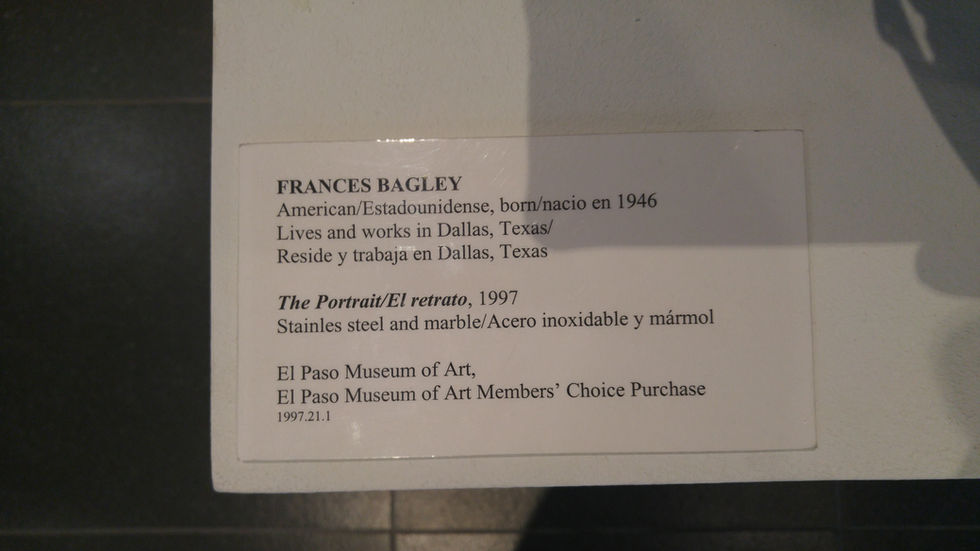 FRANCES BAGLEY
American/Estadounidense, born/nacio en 1946
Lives and works in Dallas, Texas/
Reside y trabaja en Dallas, Texas
The Portrait/El retrato, 1997
Stainles steel and marble/Acero inoxidable y mármol
El Paso Museum of Art,
El Paso Museum of Art Members’ Choice Purchase
1997.21.1